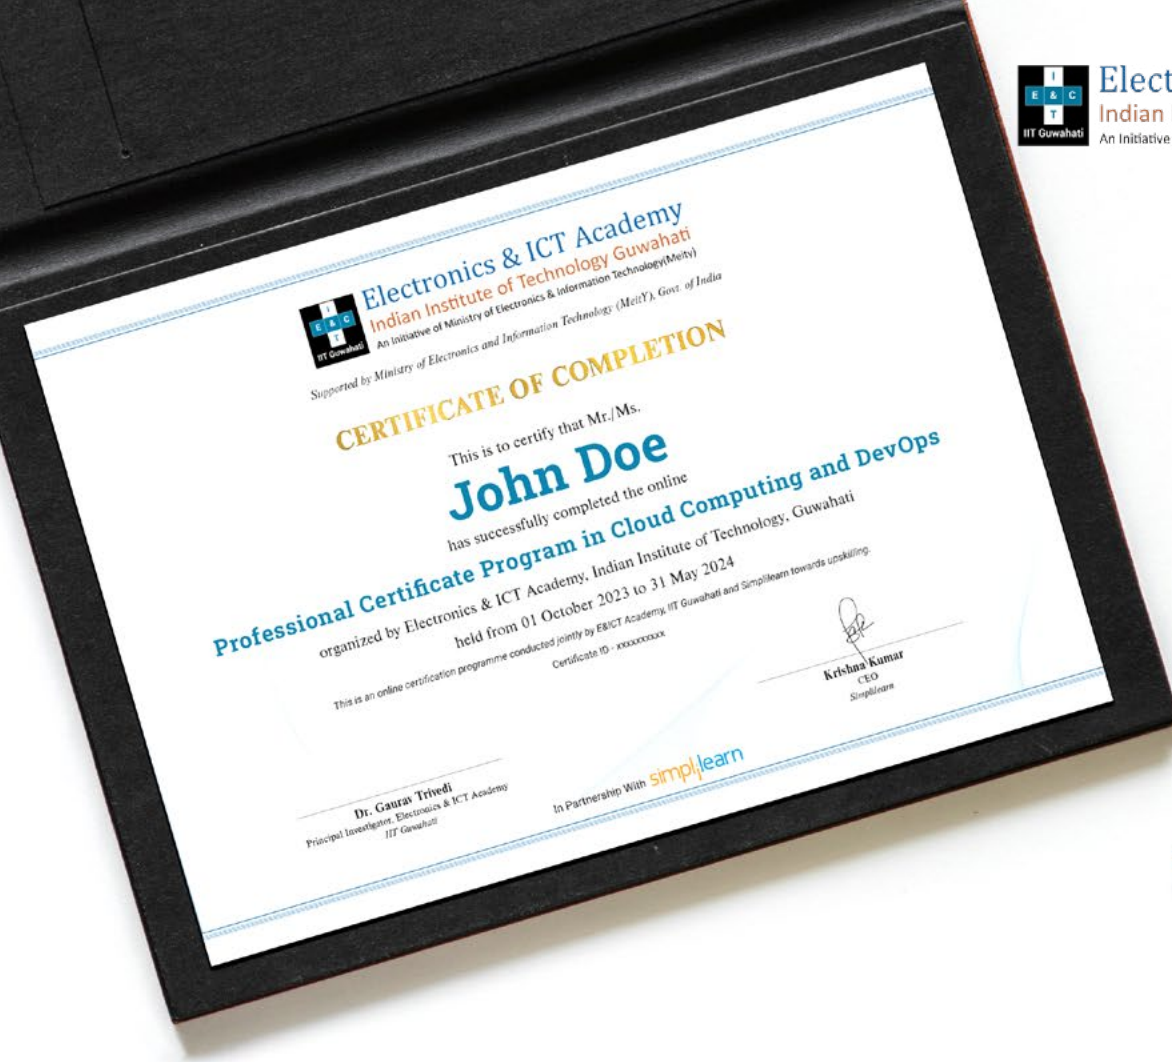 Electronics & ICT Academy
Indian Institute of Technology Guwahati
An Initiative of Ministry of Electronics & Information Technology(Meitv)
I
E & C
T
IIT Guwahati
Supported by Ministry of Electronics and Information Technology (MeitY), Govt. of India
CERTIFICATE OF COMPLETION
This is to certify that Mr./Ms.
John Doe
has successfully completed the online
Professional Certificate Program in Cloud Computing and DevOps
organized by Electronics & ICT Academy, Indian Institute of Technology, Guwahati
held from 01 October 2023 to 31 May 2024
This is an online certification programme conducted jointly by E&ICT Academy, IIT Guwahati and Simplilearn towards upskilling.
Certificate ID - xxxxxxxxxx
Krishna Kumar
CEO
Simplilearn
Dr. Gaurav Trivedi
Principal Investigator, Electronics & ICT Academy
IIT Guwahati
In Partnership With simplilearn
I
E & C
T
IIT Guwahati
Elect
Indian
An Initiative